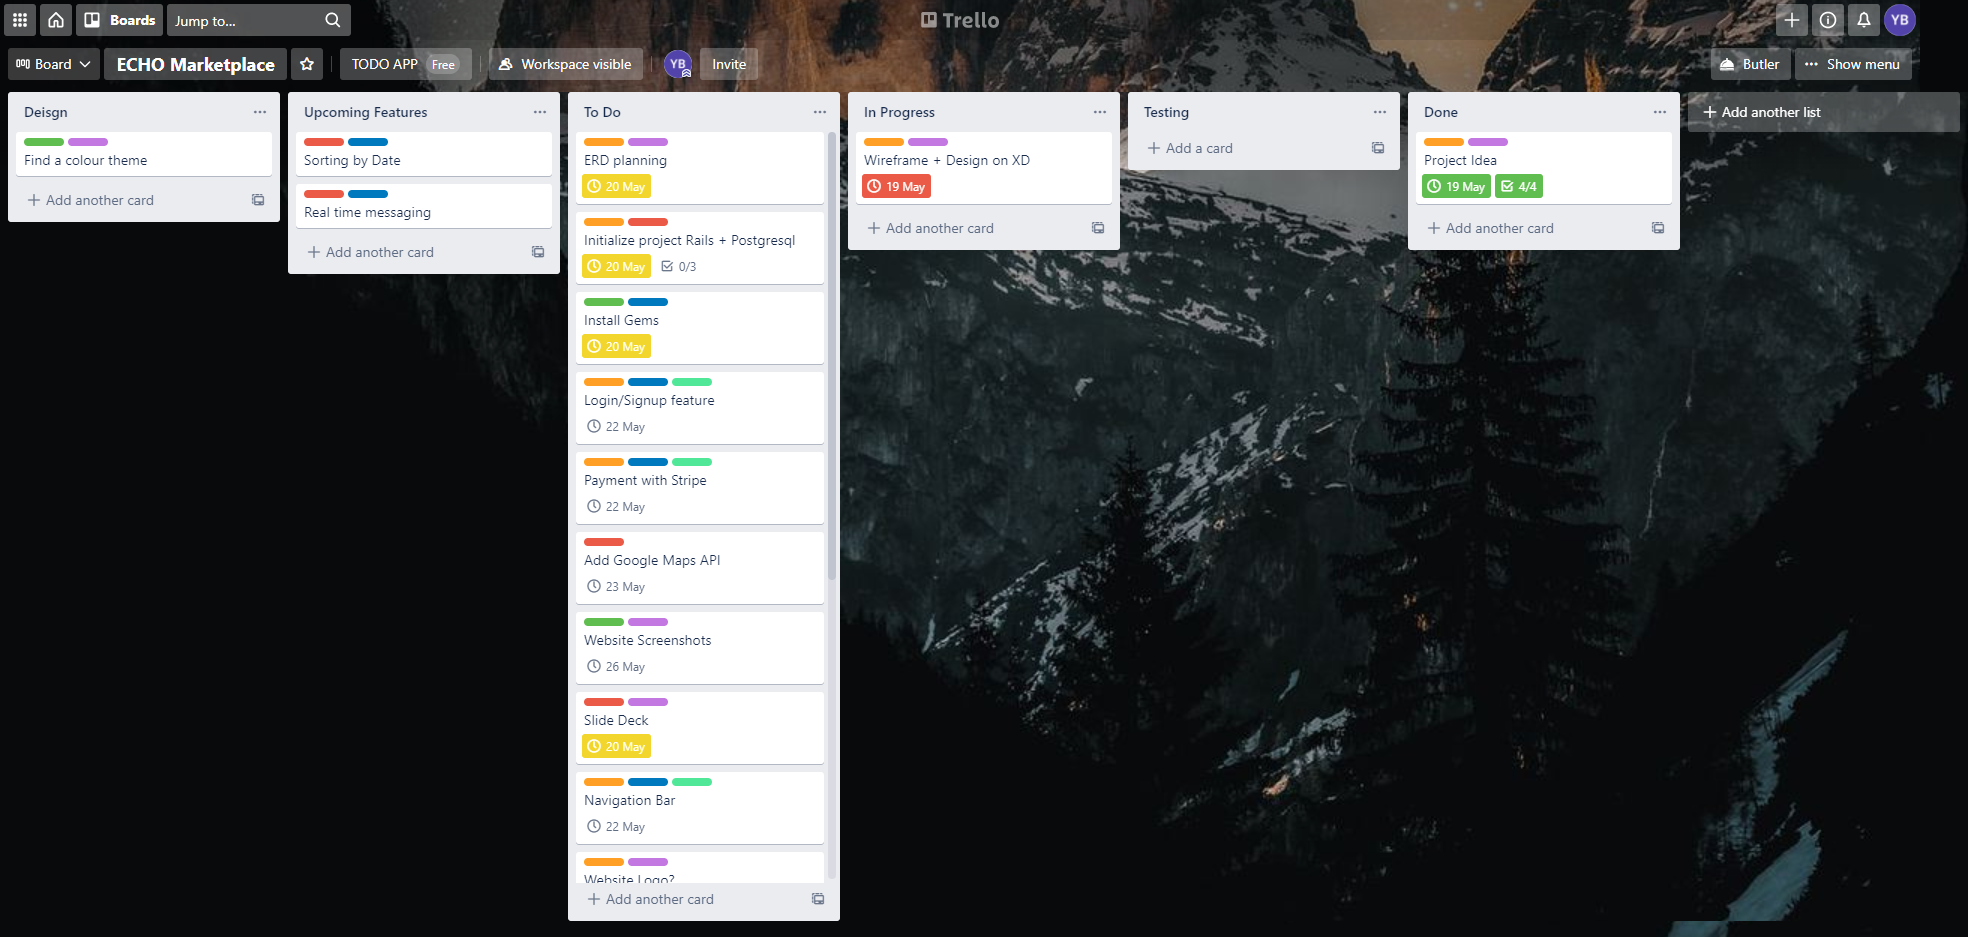 Boards
Jump to...
Trello
YB
Board
ECHO Marketplace
TODO APP Free
Workspace visible
YB
Invite
Butler
Show menu
Deisgn
Find a colour theme
Add another card
Upcoming Features
Sorting by Date
Real time messaging
Add another card
To Do
ERD planning
20 May
Initialize project Rails + Postgresql
20 May 0/3
Install Gems
20 May
Login/Signup feature
22 May
Payment with Stripe
22 May
Add Google Maps API
23 May
Website Screenshots
26 May
Slide Deck
20 May
Navigation Bar
22 May
Website Logo?
Add another card
In Progress
Wireframe + Design on XD
19 May
Add another card
Testing
Add a card
Done
Project Idea
19 May 4/4
Add another card
Add another list